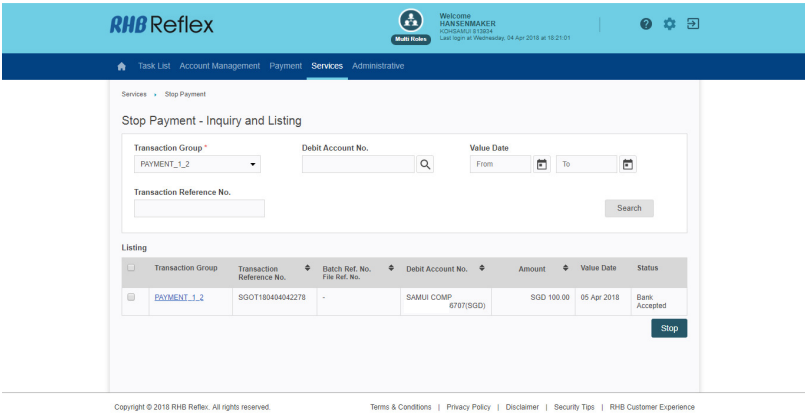 RHB Reflex
Multi Roles
Welcome
HANSENMAKER
KOHSAMUI 813934
Last login at Wednesday, 04 Apr 2018 at 18:21:01
Task List Account Management Payment Services Administrative
Services › Stop Payment
Stop Payment - Inquiry and Listing
Transaction Group * Debit Account No. Value Date
PAYMENT_1_2 From To
Transaction Reference No.
Search
Listing
Transaction Group Transaction Reference No. Batch Ref. No. File Ref. No. Debit Account No. Amount Value Date Status
PAYMENT_1_2 SGOT180404042278 - SAMUI COMP 6707(SGD) SGD 100.00 05 Apr 2018 Bank Accepted
Stop
Copyright © 2018 RHB Reflex. All rights reserved. Terms & Conditions | Privacy Policy | Disclaimer | Security Tips | RHB Customer Experience